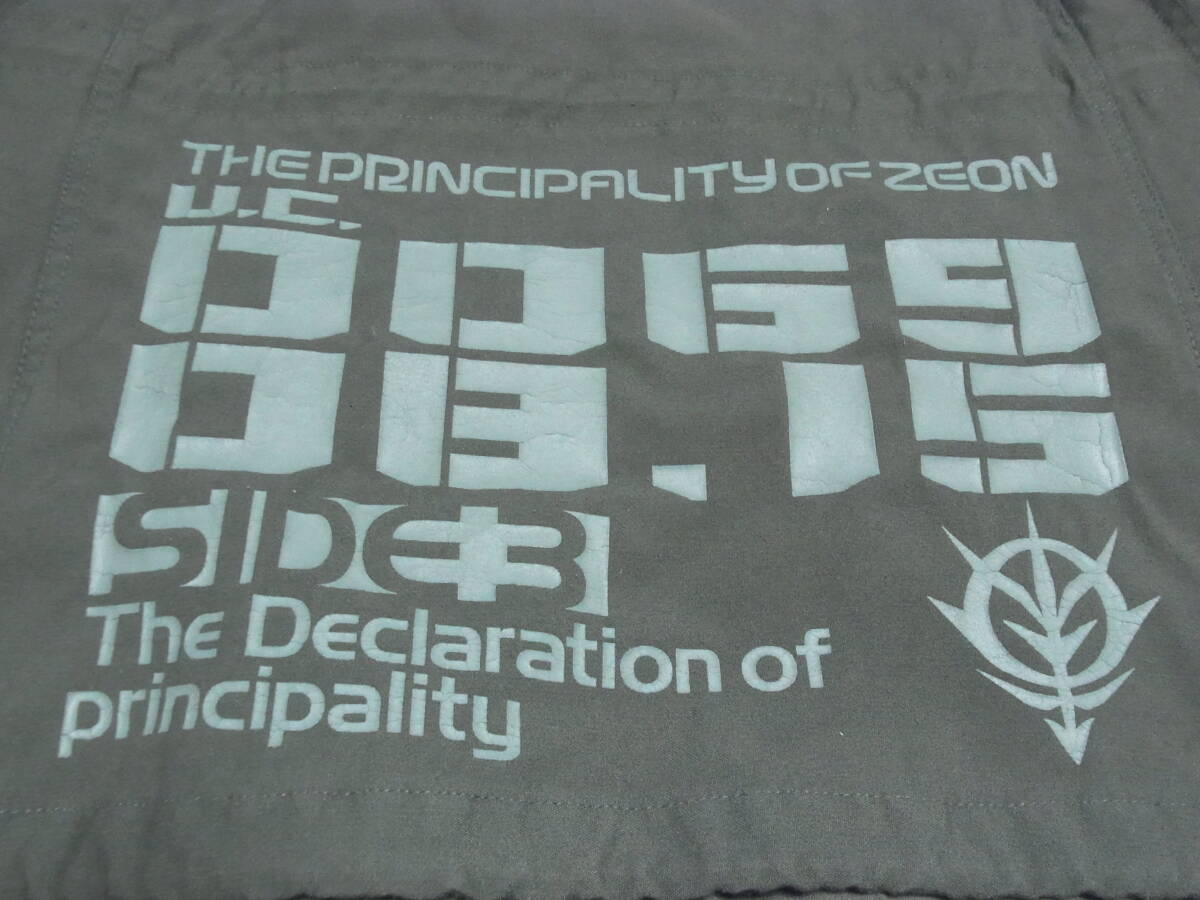 THE PRINCIPALITY OF ZEON
U.C.
0069
08.15
SIDE3
The Declaration of
principality